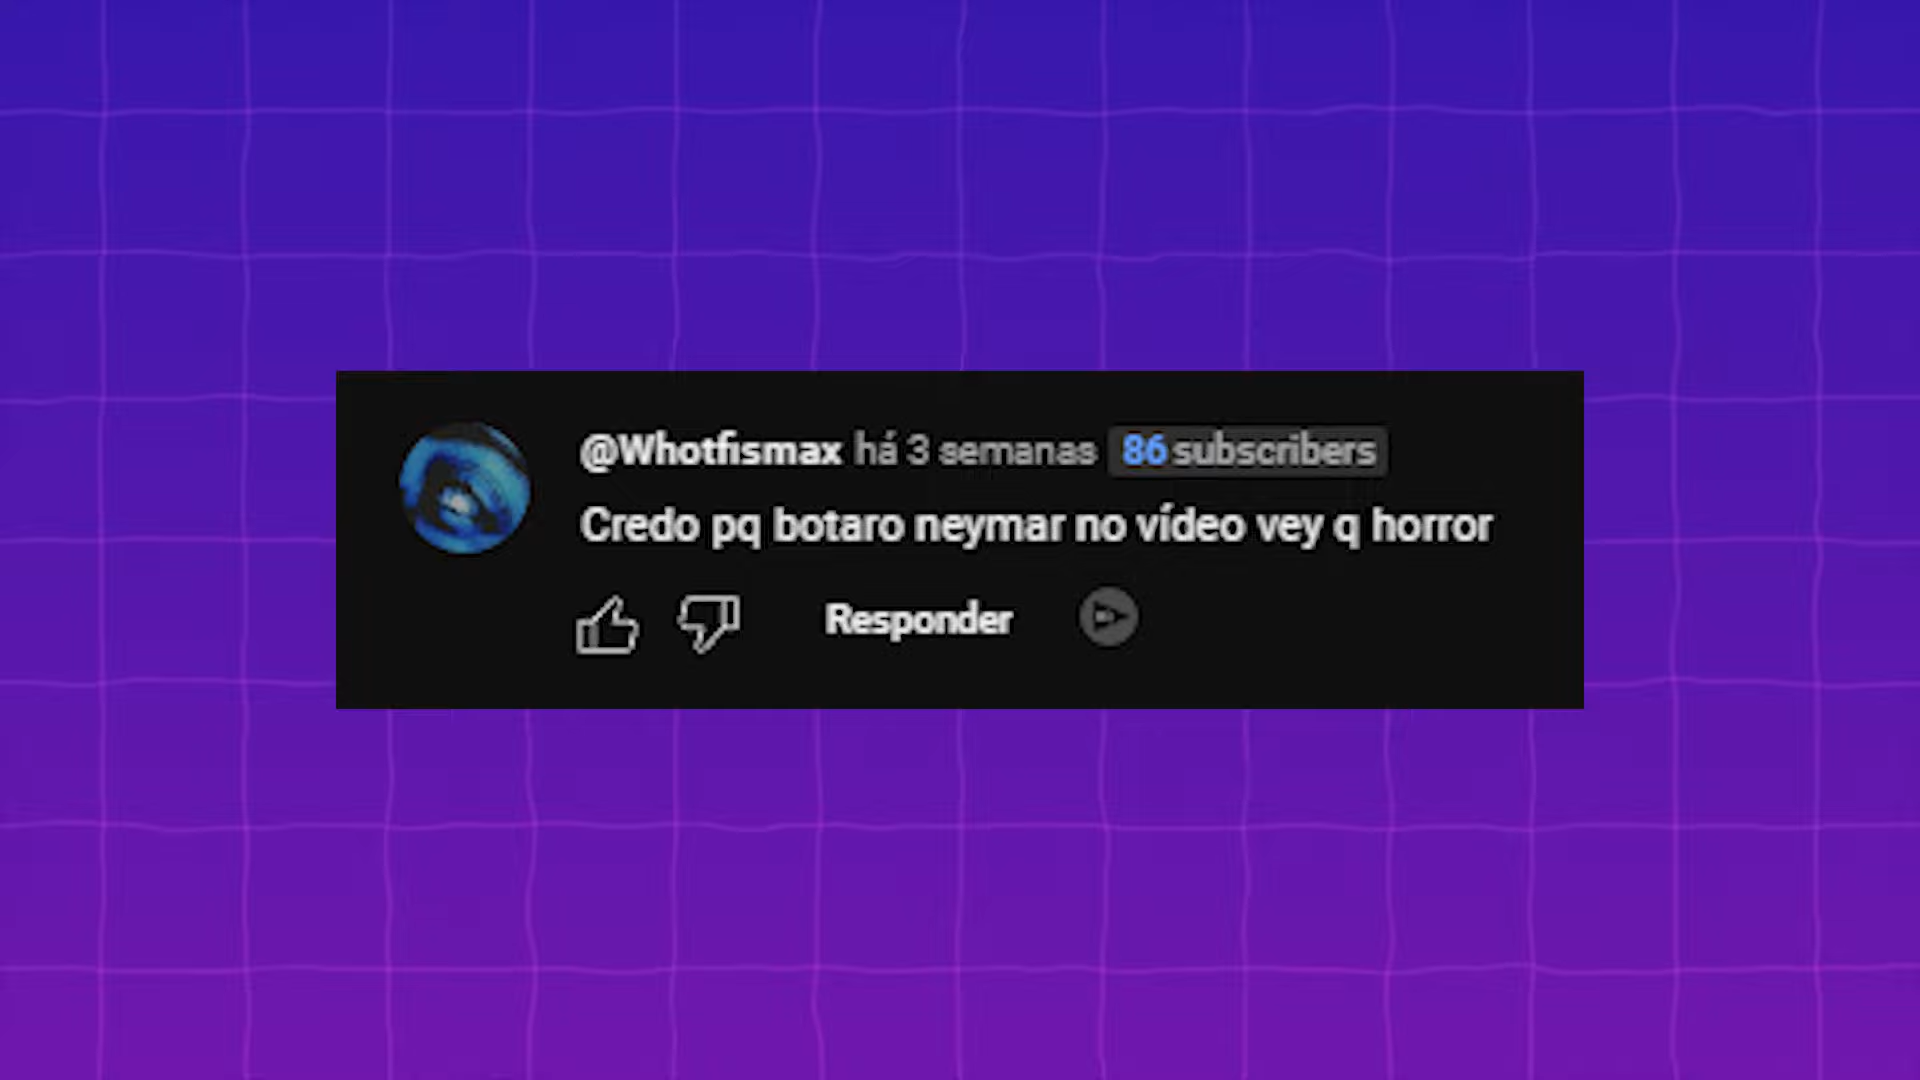 @Whotfismax há 3 semanas 86 subscribers
Credo pq botaro neymar no vídeo vey q horror
Responder